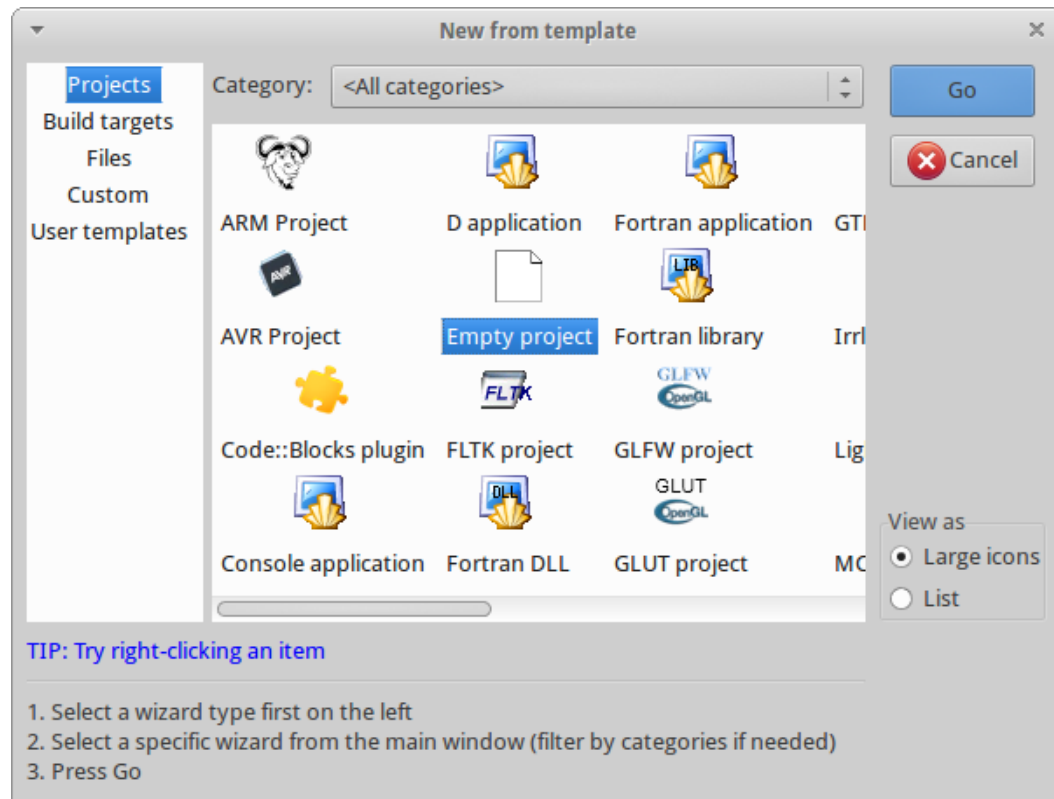 New from template
Projects
Build targets
Files
Custom
User templates
Category: <All categories>
Go
Cancel
ARM Project D application Fortran application GT
AVR
LIB
AVR Project Empty project Fortran library Irrl
FLTK
GLFW
OpenGL
Code::Blocks plugin FLTK project GLFW project Lig
DLL
GLUT
OpenGL
Console application Fortran DLL GLUT project MC
View as
Large icons
List
TIP: Try right-clicking an item
1. Select a wizard type first on the left
2. Select a specific wizard from the main window (filter by categories if needed)
3. Press Go